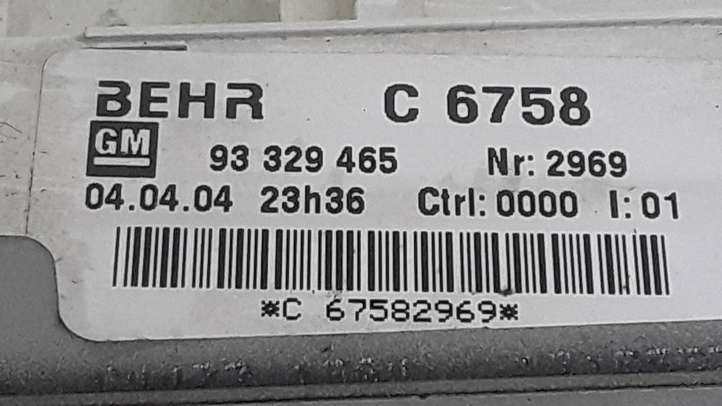 BEHR C 6758
GM 93 329 465 Nr: 2969
04.04.04 23h36 Ctrl: 0000 I: 01
*C 67582969*